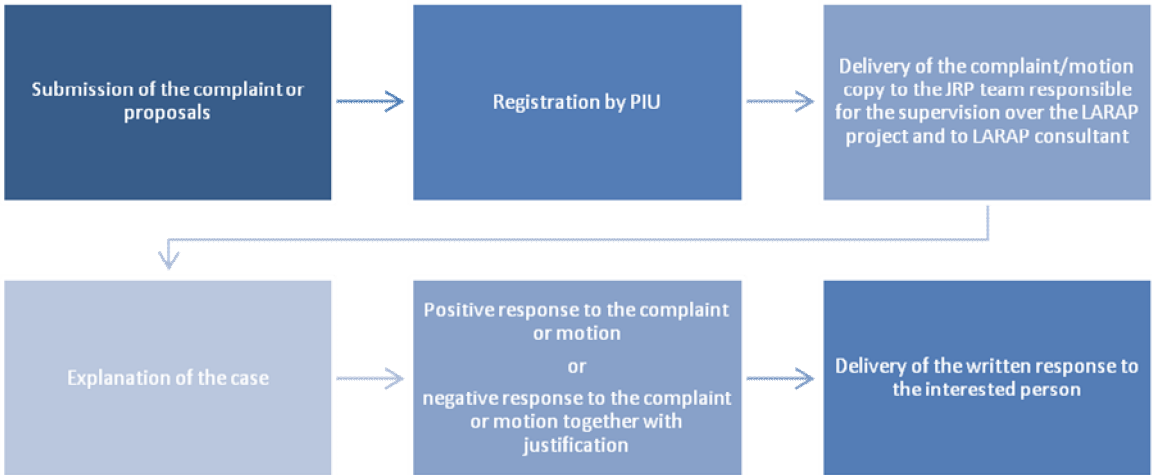 Submission of the complaint or
proposals
Registration by PIU
Delivery of the complaint/motion
copy to the JRP team responsible
for the supervision over the LARAP
project and to LARAP consultant
Explanation of the case
Positive response to the complaint
or motion
or
negative response to the complaint
or motion together with
justification
Delivery of the written response to
the interested person